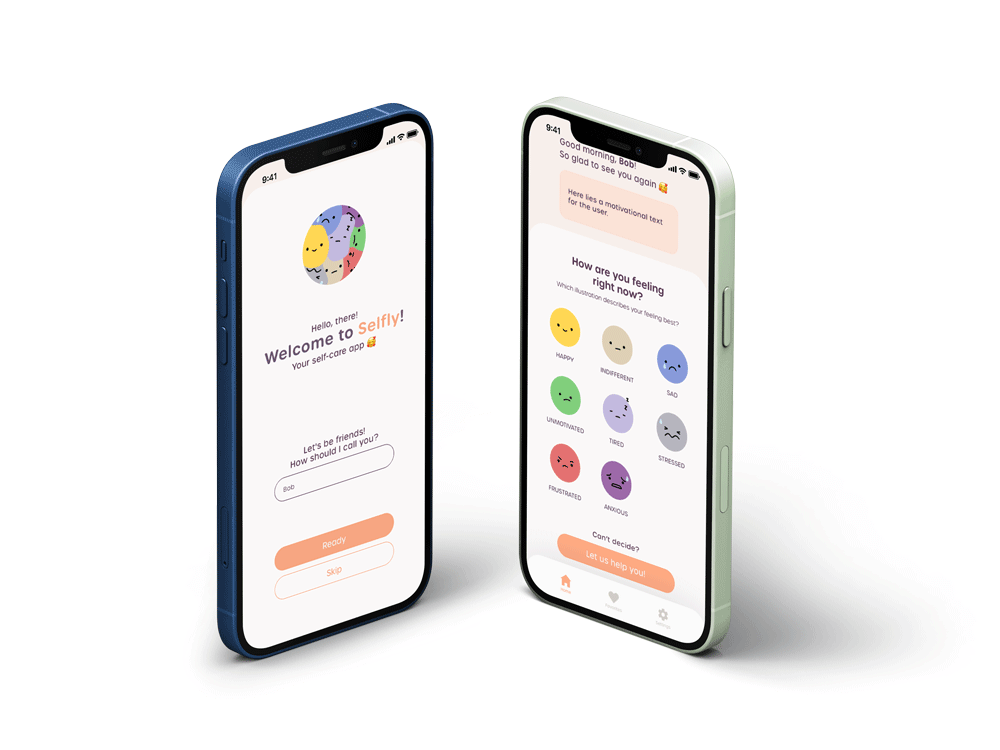 9:41
Hello, there!
Welcome to Selfly!
Your self-care app 🥰
Let's be friends!
How should I call you?
Bob
Ready
Skip
9:41
Good morning, Bob!
So glad to see you again 🥰
Here lies a motivational text
for the user.
How are you feeling
right now?
Which illustration describes your feeling best?
HAPPY
INDIFFERENT
SAD
UNMOTIVATED
z
z
TIRED
STRESSED
FRUSTRATED
ANXIOUS
Can't decide?
Let us help you!
Home
Settings